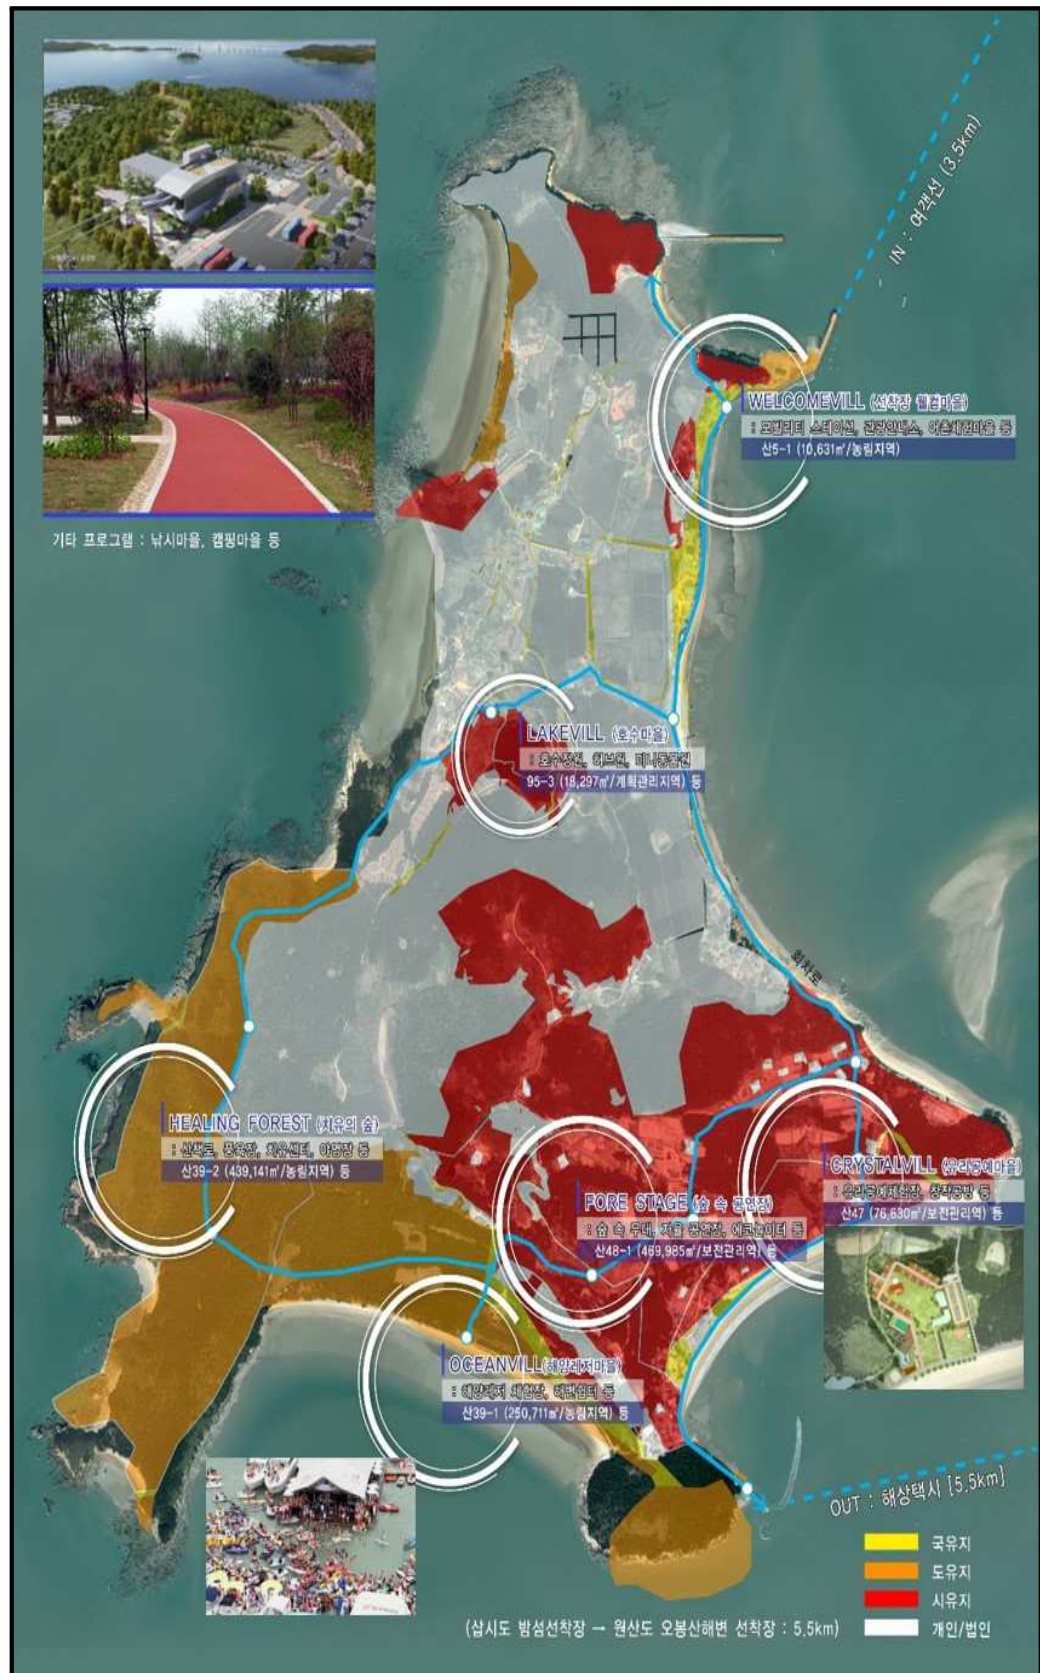 IN : 여객선 (3.5km)
WELCOMEVILL (선착장 웰컴마을)
: 모빌리티 스테이션, 관광안내소, 어촌체험마을 등
산5-1 (10,631㎡/농림지역)
기타 프로그램 : 낚시마을, 캠핑마을 등
LAKEVILL (호수마을)
: 호수정원, 허브원, 미니동물원
95-3 (18,297㎡/계획관리지역) 등
회차로
HEALING FOREST (치유의 숲)
: 산책로, 풍욕장, 치유센터, 야영장 등
산39-2 (439,141㎡/농림지역) 등
CRYSTALVILL (유리공예마을)
: 유리공예체험장, 창작공방 등
산47 (76,630㎡/보전관리역) 등
FORE STAGE (숲 속 공연장)
: 숲 속 무대, 자율 공연장, 에코놀이터 등
산48-1 (469,985㎡/보전관리역) 등
OCEANVILL(해양레저마을)
: 해양레저 체험장, 해변쉼터 등
산39-1 (250,711㎡/농림지역) 등
OUT : 해상택시 [5.5km]
국유지
도유지
시유지
개인/법인
(삽시도 밤섬선착장 → 원산도 오봉산해변 선착장 : 5.5km)